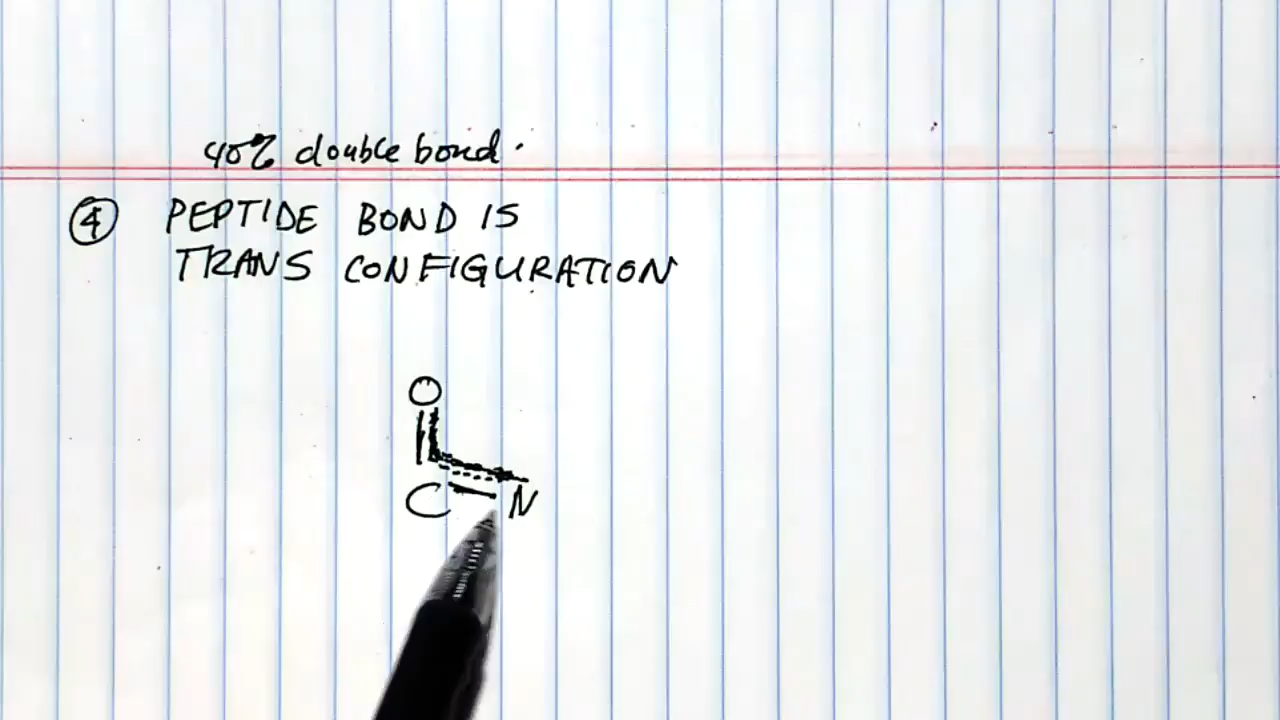 40% double bond.
④ PEPTIDE BOND IS
TRANS CONFIGURATION
O
C N